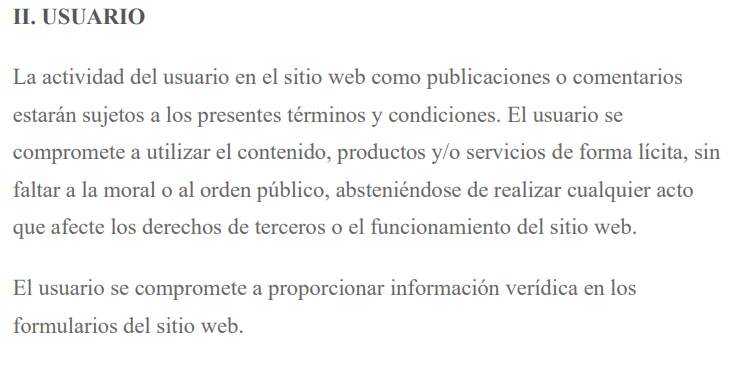 II. USUARIO
La actividad del usuario en el sitio web como publicaciones o comentarios
estarán sujetos a los presentes términos y condiciones. El usuario se
compromete a utilizar el contenido, productos y/o servicios de forma lícita, sin
faltar a la moral o al orden público, absteniéndose de realizar cualquier acto
que afecte los derechos de terceros o el funcionamiento del sitio web.
El usuario se compromete a proporcionar información verídica en los
formularios del sitio web.